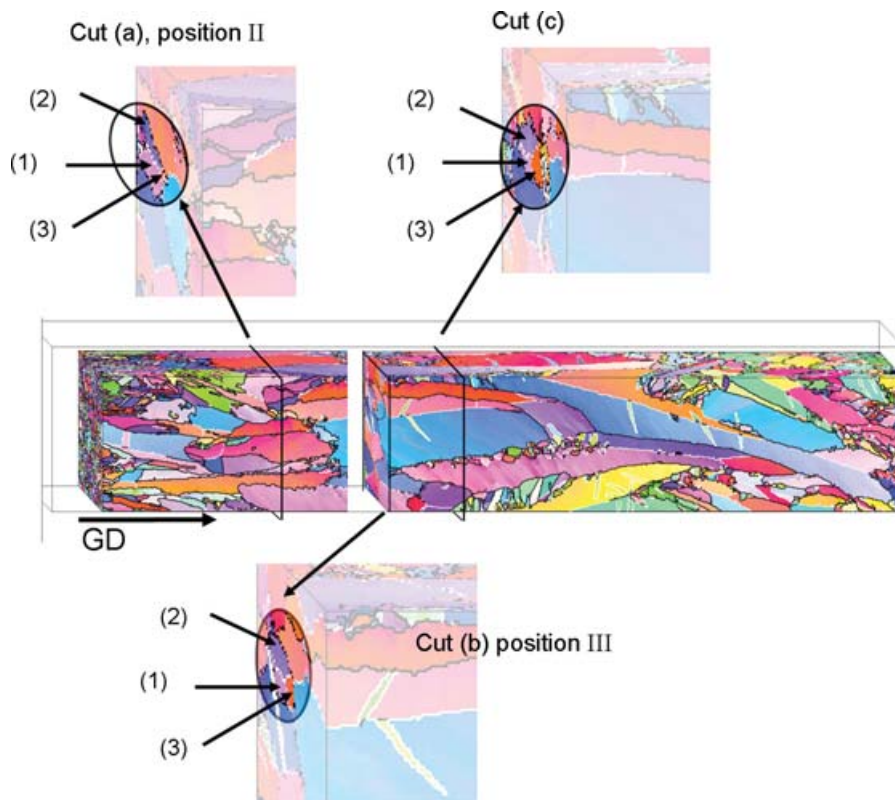 Cut (a), position II
(2)
(1)
(3)
Cut (c)
(2)
(1)
(3)
GD
(2)
(1)
(3)
Cut (b) position III